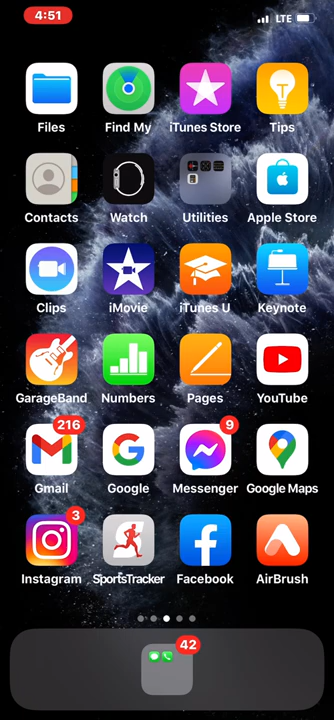 4:51 LTE
Files Find My iTunes Store Tips
Contacts Watch Utilities Apple Store
Clips iMovie iTunes U Keynote
GarageBand Numbers Pages YouTube
216 9
Gmail Google Messenger Google Maps
3
Instagram SportsTracker Facebook AirBrush
42